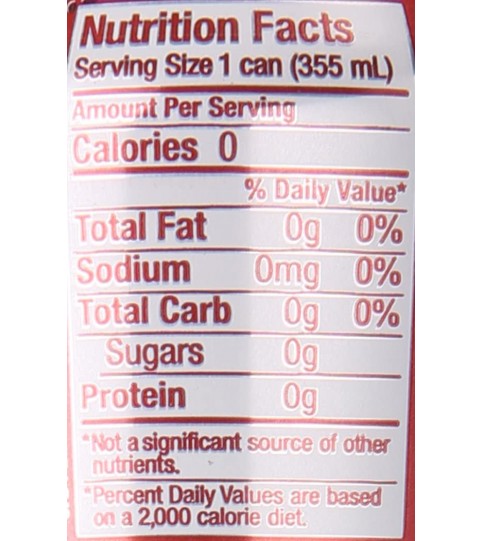 Nutrition Facts
Serving Size 1 can (355 mL)
Amount Per Serving
Calories 0
% Daily Value*
Total Fat 0g 0%
Sodium 0mg 0%
Total Carb 0g 0%
Sugars 0g
Protein 0g
*Not a significant source of other
nutrients.
*Percent Daily Values are based
on a 2,000 calorie diet.